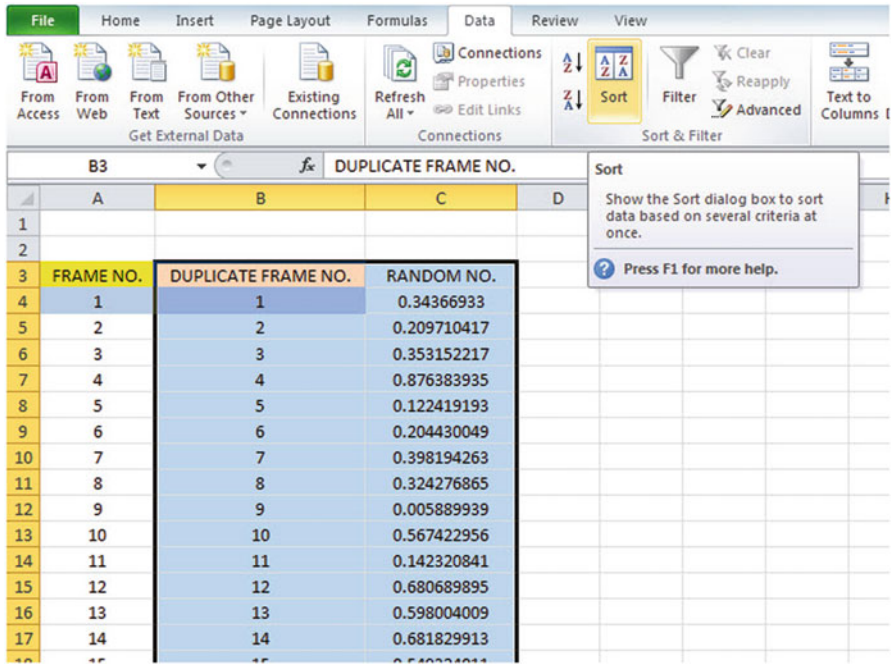 File Home Insert Page Layout Formulas Data Review View
From Access
From Web
From Text
From Other Sources
Existing Connections
Get External Data
Refresh All
Connections
Properties
Edit Links
Connections
A Z
Z A
A Z Z A
Sort
Filter
Clear
Reapply
Advanced
Sort & Filter
Text to Columns
B3 fx DUPLICATE FRAME NO.
Sort
Show the Sort dialog box to sort
data based on several criteria at
once.
Press F1 for more help.
A B C D
1
2
3 FRAME NO. DUPLICATE FRAME NO. RANDOM NO.
4 1 1 0.34366933
5 2 2 0.209710417
6 3 3 0.353152217
7 4 4 0.876383935
8 5 5 0.122419193
9 6 6 0.204430049
10 7 7 0.398194263
11 8 8 0.324276865
12 9 9 0.005889939
13 10 10 0.567422956
14 11 11 0.142320841
15 12 12 0.680689895
16 13 13 0.598004009
17 14 14 0.681829913